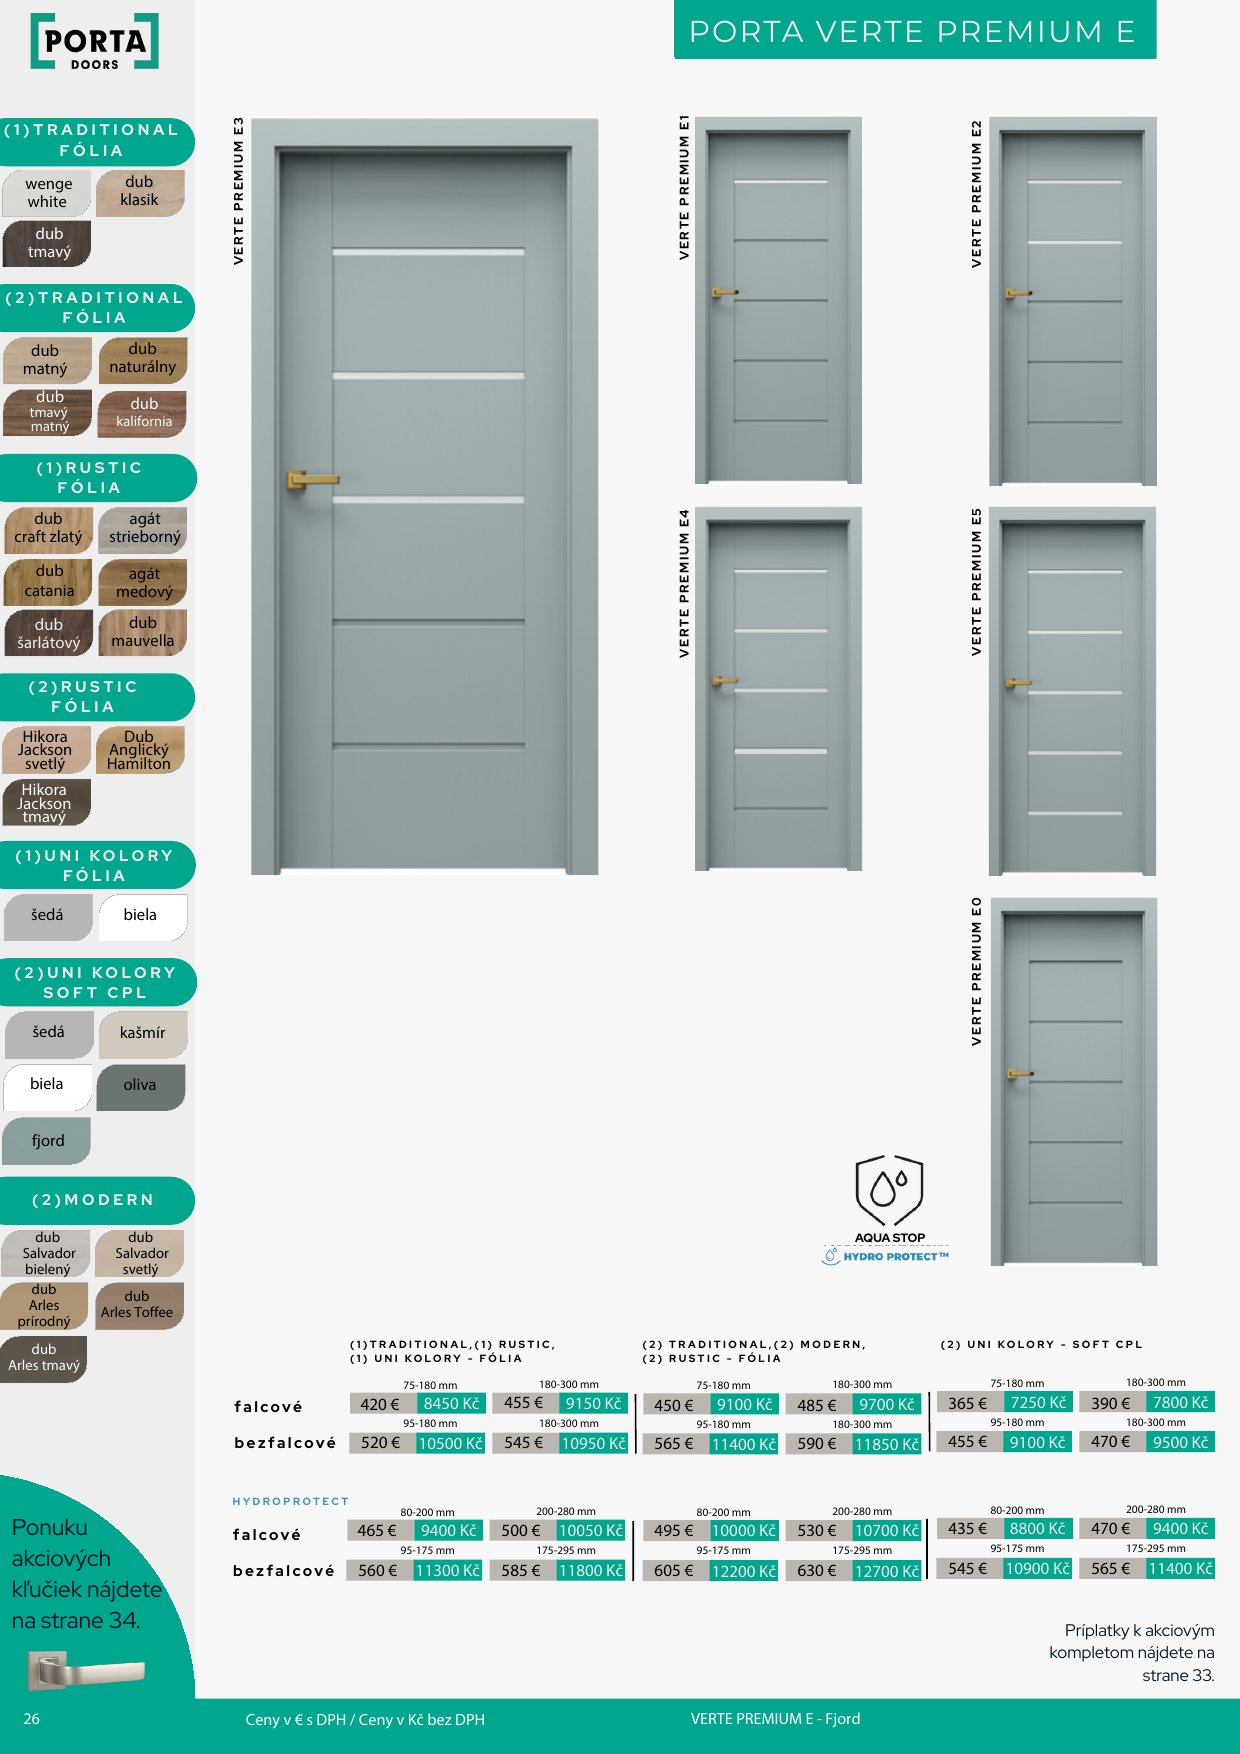 PORTA
DOORS
PORTA VERTE PREMIUM E
(1)TRADITIONAL
FÓLIA
wenge
white
dub
klasik
dub
tmavý
(2)TRADITIONAL
FÓLIA
dub
matný
dub
naturálny
dub
tmavý
matný
dub
kalifornia
(1)RUSTIC
FÓLIA
dub
craft zlatý
agát
strieborný
dub
catania
agát
medový
dub
šarlátový
dub
mauvella
(2)RUSTIC
FÓLIA
Hikora
Jackson
svetlý
Dub
Anglický
Hamilton
Hikora
Jackson
tmavý
(1)UNI KOLORY
FÓLIA
šedá
biela
(2)UNI KOLORY
SOFT CPL
šedá
kašmír
biela
oliva
fjord
(2)MODERN
dub
Salvador
bielený
dub
Salvador
svetlý
dub
Arles
prírodný
dub
Arles Toffee
dub
Arles tmavý
VERTE PREMIUM E3
VERTE PREMIUM E1
VERTE PREMIUM E2
VERTE PREMIUM E4
VERTE PREMIUM E5
VERTE PREMIUM E0
AQUA STOP
HYDRO PROTECT™
(1)TRADITIONAL,(1) RUSTIC,
(1) UNI KOLORY - FÓLIA
(2) TRADITIONAL,(2) MODERN,
(2) RUSTIC - FÓLIA
(2) UNI KOLORY - SOFT CPL
75-180 mm 180-300 mm 75-180 mm 180-300 mm 75-180 mm 180-300 mm
falcové 420 € 8450 Kč 455 € 9150 Kč 450 € 9100 Kč 485 € 9700 Kč 365 € 7250 Kč 390 € 7800 Kč
95-180 mm 180-300 mm 95-180 mm 180-300 mm 95-180 mm 180-300 mm
bezfalcové 520 € 10500 Kč 545 € 10950 Kč 565 € 11400 Kč 590 € 11850 Kč 455 € 9100 Kč 470 € 9500 Kč
HYDROPROTECT
80-200 mm 200-280 mm 80-200 mm 200-280 mm 80-200 mm 200-280 mm
falcové 465 € 9400 Kč 500 € 10050 Kč 495 € 10000 Kč 530 € 10700 Kč 435 € 8800 Kč 470 € 9400 Kč
95-175 mm 175-295 mm 95-175 mm 175-295 mm 95-175 mm 175-295 mm
bezfalcové 560 € 11300 Kč 585 € 11800 Kč 605 € 12200 Kč 630 € 12700 Kč 545 € 10900 Kč 565 € 11400 Kč
Ponuku
akciových
kľučiek nájdete
na strane 34.
Príplatky k akciovým
kompletom nájdete na
strane 33.
26
Ceny v € s DPH / Ceny v Kč bez DPH
VERTE PREMIUM E - Fjord